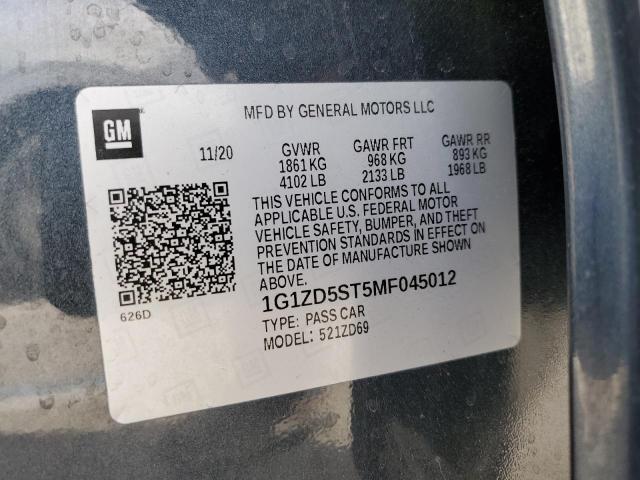 GM
MFD BY GENERAL MOTORS LLC
11/20 GVWR GAWR FRT GAWR RR
1861 KG 968 KG 893 KG
4102 LB 2133 LB 1968 LB
THIS VEHICLE CONFORMS TO ALL
APPLICABLE U.S. FEDERAL MOTOR
VEHICLE SAFETY, BUMPER, AND THEFT
PREVENTION STANDARDS IN EFFECT ON
THE DATE OF MANUFACTURE SHOWN
ABOVE.
626D
1G1ZD5ST5MF045012
TYPE: PASS CAR
MODEL: 521ZD69